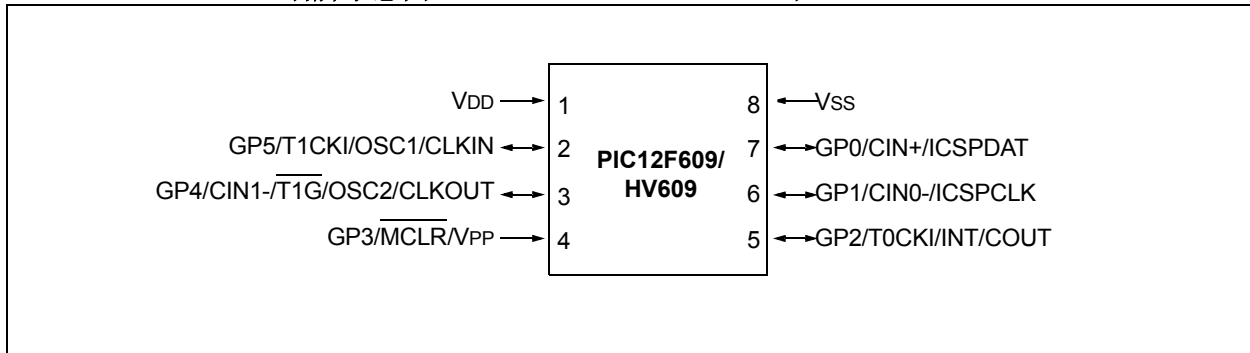 VDD 1 8 VSS
GP5/T1CKI/OSC1/CLKIN 2 PIC12F609/ 7 GP0/CIN+/ICSPDAT
GP4/CIN1-/T1G/OSC2/CLKOUT 3 HV609 6 GP1/CIN0-/ICSPCLK
GP3/MCLR/VPP 4 5 GP2/T0CKI/INT/COUT